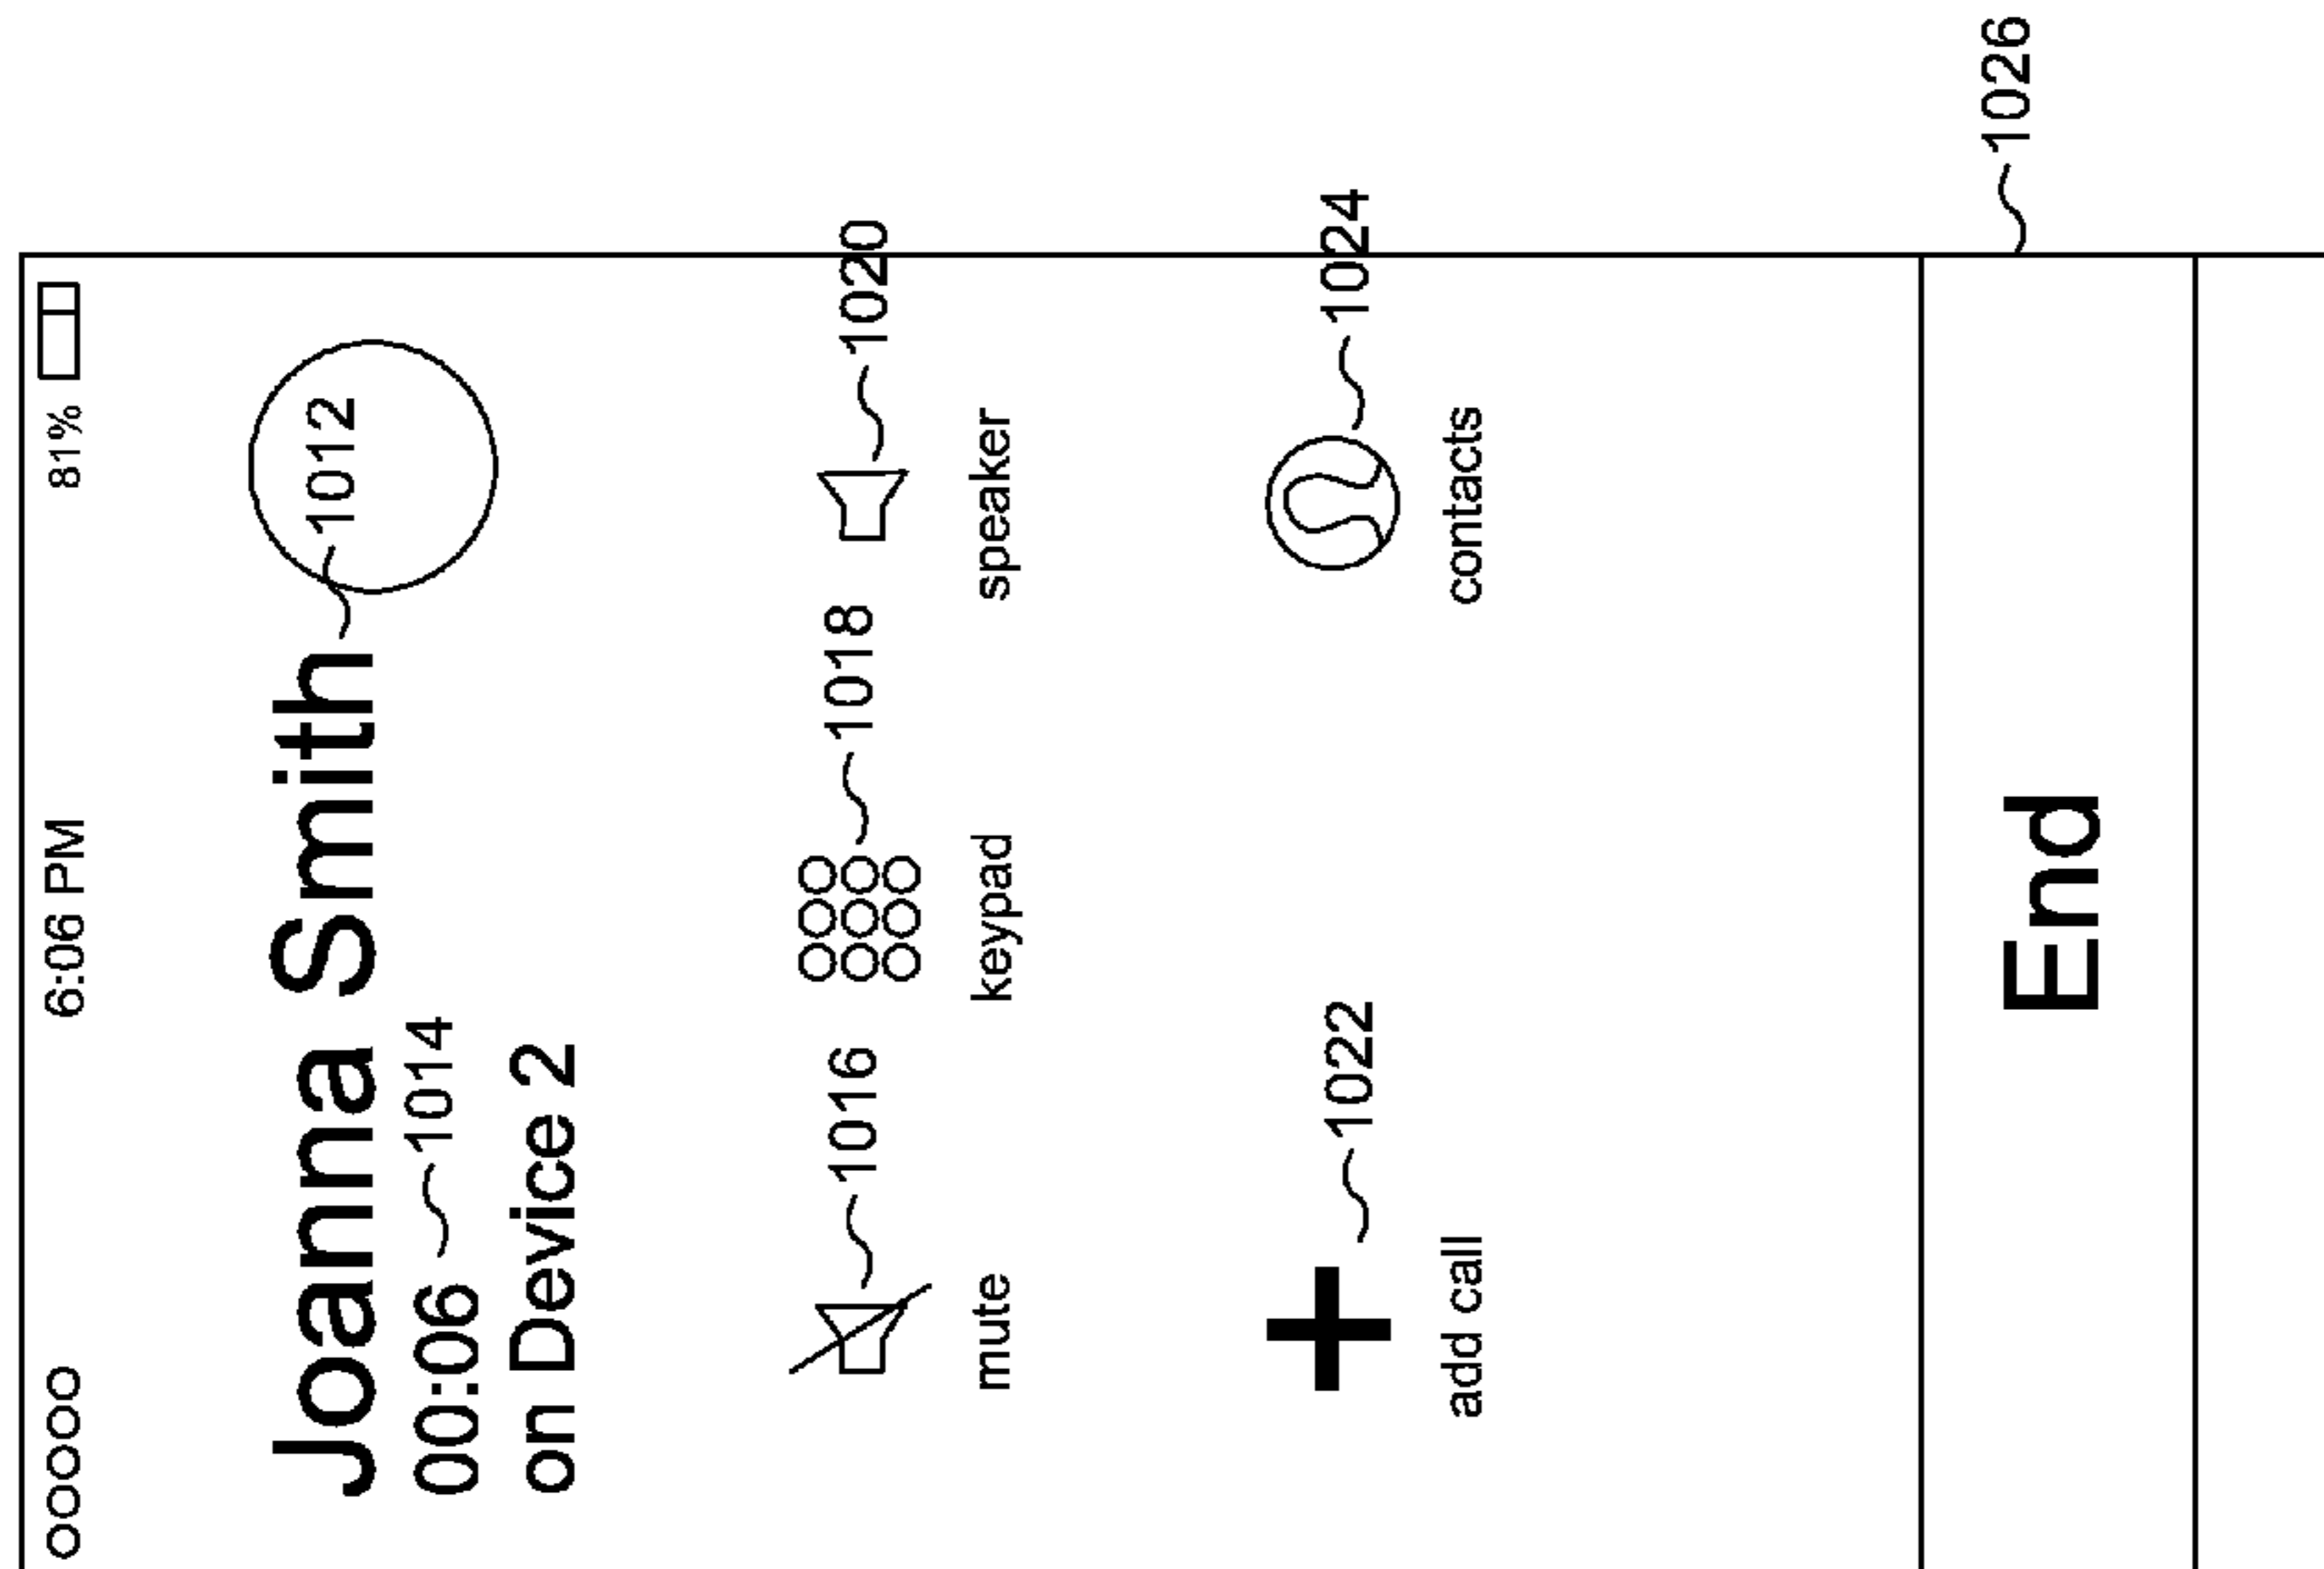 6:06 PM 81%
Joanna Smith 1012
00:06 1014
on Device 2
1016 1018 1020
mute keypad speaker
1022 1024
add call contacts
End 1026